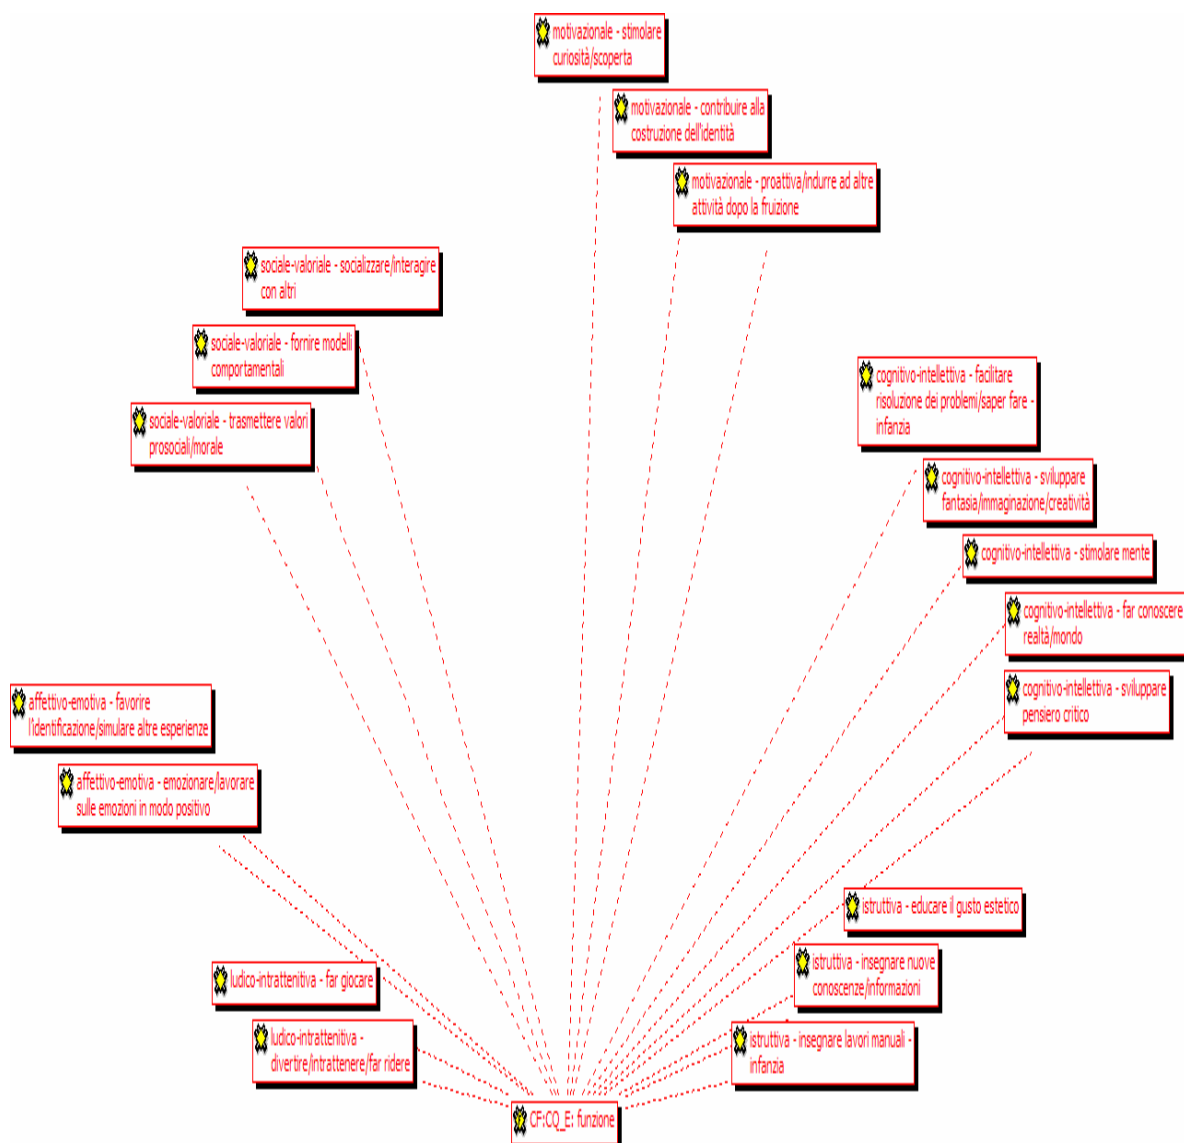 motivazionale - stimolare
curiosità/scoperta
motivazionale - contribuire alla
costruzione dell'identità
motivazionale - proattiva/indurre ad altre
attività dopo la fruizione
sociale-valoriale - socializzare/interagire
con altri
sociale-valoriale - fornire modelli
comportamentali
sociale-valoriale - trasmettere valori
prosociali/morale
cognitivo-intellettiva - facilitare
risoluzione dei problemi/saper fare -
infanzia
cognitivo-intellettiva - sviluppare
fantasia/immaginazione/creatività
cognitivo-intellettiva - stimolare mente
cognitivo-intellettiva - far conoscere
realtà/mondo
cognitivo-intellettiva - sviluppare
pensiero critico
affettivo-emotiva - favorire
l'identificazione/simulare altre esperienze
affettivo-emotiva - emozionare/lavorare
sulle emozioni in modo positivo
istruttiva - educare il gusto estetico
istruttiva - insegnare nuove
conoscenze/informazioni
istruttiva - insegnare lavori manuali -
infanzia
ludico-intrattenitiva - far giocare
ludico-intrattenitiva -
divertire/intrattenere/far ridere
CF:CQ_E: funzione